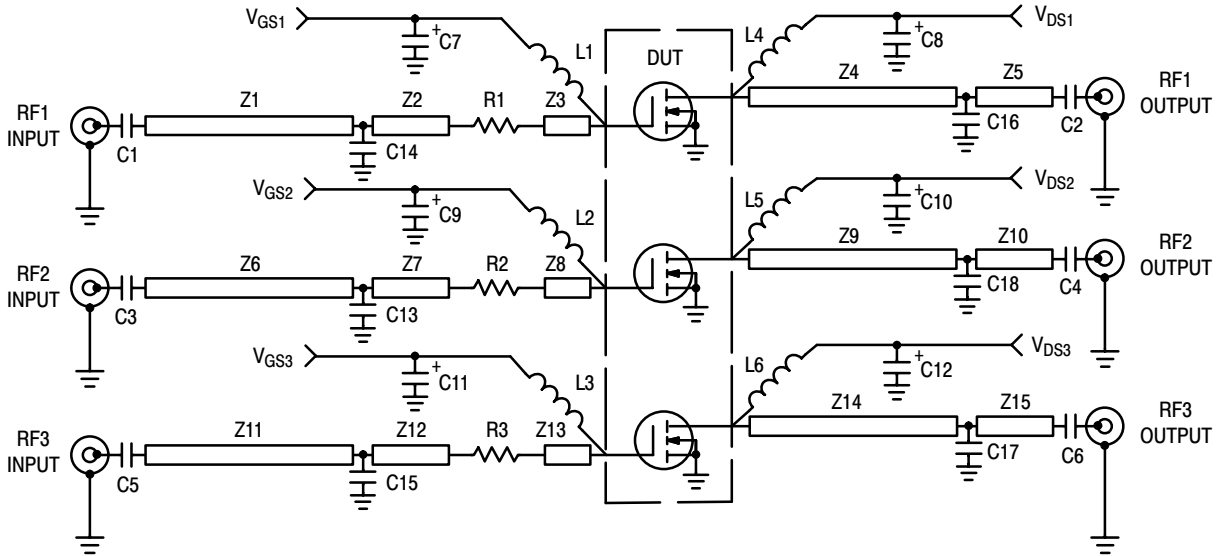 VGS1 C7 L1 L4 C8 VDS1
DUT
RF1 INPUT Z1 Z2 R1 Z3 Z4 Z5 RF1 OUTPUT
C1 C14 C16 C2
VGS2 C9 L2 L5 C10 VDS2
RF2 INPUT Z6 Z7 R2 Z8 Z9 Z10 RF2 OUTPUT
C3 C13 C18 C4
VGS3 C11 L3 L6 C12 VDS3
RF3 INPUT Z11 Z12 R3 Z13 Z14 Z15 RF3 OUTPUT
C5 C15 C17 C6